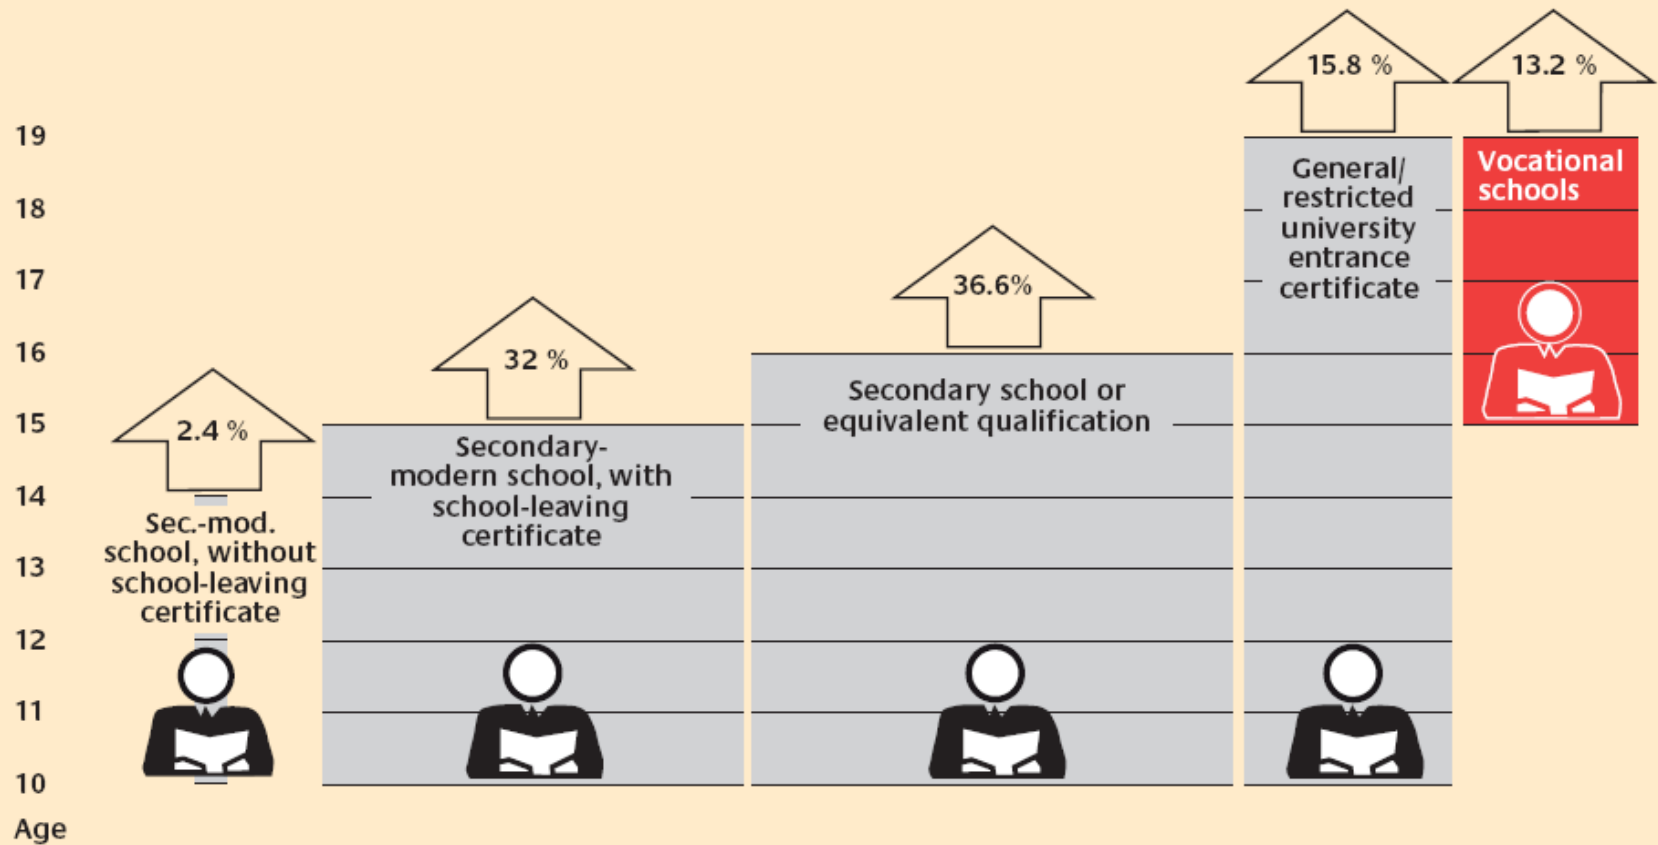 15.8 %
13.2 %
19
General/
restricted
university
entrance
certificate
Vocational
schools
18
17
36.6%
16
32 %
Secondary school or
equivalent qualification
15
2.4 %
Secondary-
modern school, with
school-leaving
certificate
14
Sec.-mod.
school, without
school-leaving
certificate
13
12
11
10
Age